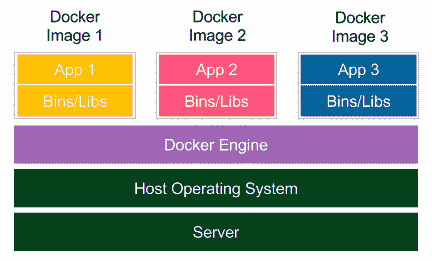 Docker
Image 1
Docker
Image 2
Docker
Image 3
App 1
App 2
App 3
Bins/Libs
Bins/Libs
Bins/Libs
Docker Engine
Host Operating System
Server